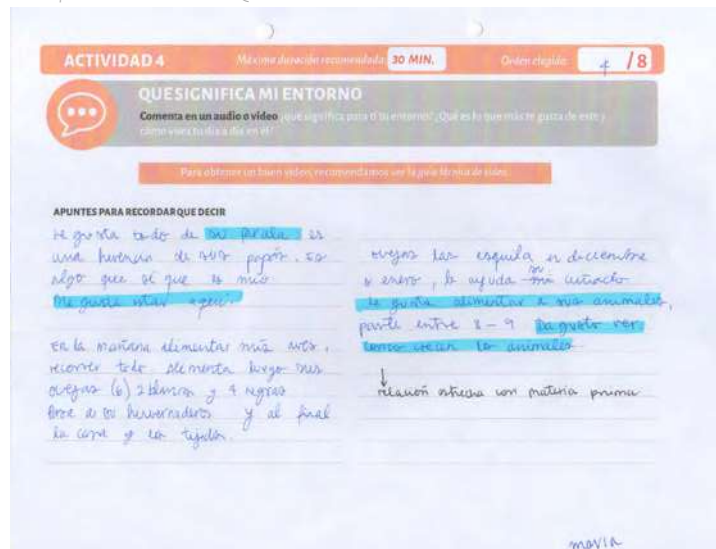 ACTIVIDAD 4
Máxima duración recomendada: 30 MIN.
Orden elegido: 4 /8
QUE SIGNIFICA MI ENTORNO
Comenta en un audio o video ¿qué significa para ti tu entorno? ¿Qué es lo que más te gusta de este y
cómo vives tu día a día en él?
Para obtener un buen video, recomendamos ver la guía técnica de video.
APUNTES PARA RECORDAR QUE DECIR
le gusta todo de su
una herencia de sus papás, es
algo que sé que es mío
Me gusta estar aquí.
en la mañana alimentar mis aves,
recorrer todo luego sus
ovejas (6) 2 blancas y 4 negras
a los invernaderos y al final
la casa y los tejidos.
ovejas las esquila en diciembre
o enero, le ayuda su mi cuñado
le gusta alimentar a sus animales,
parte entre 8 - 9 Da gusto ver
como crecen los animales
relación estrecha con materia prima
maria